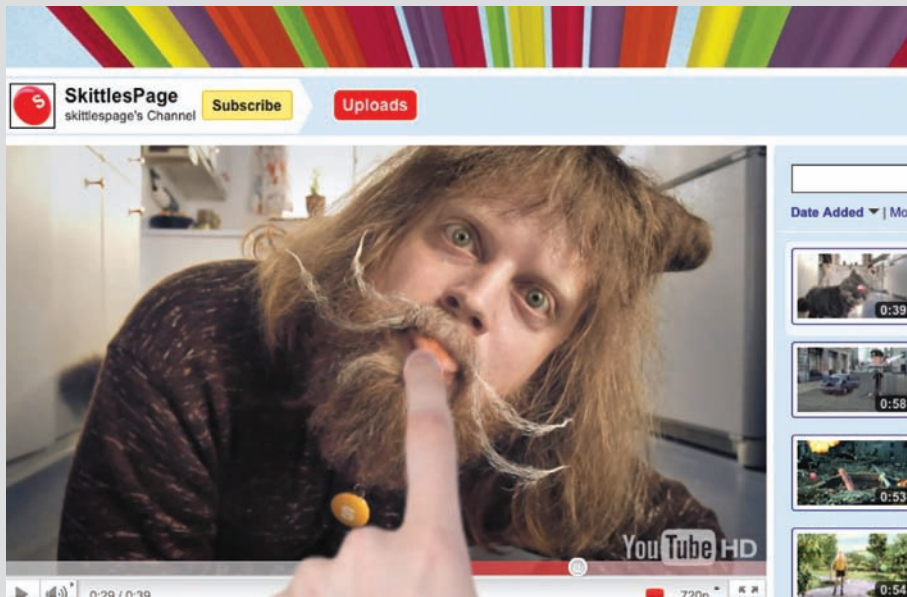 S
SkittlesPage
skittlespage's Channel
Subscribe
Uploads
Date Added | Mo
0:39
0:58
0:53
0:54
YouTube HD
0:29 / 0:39
720p